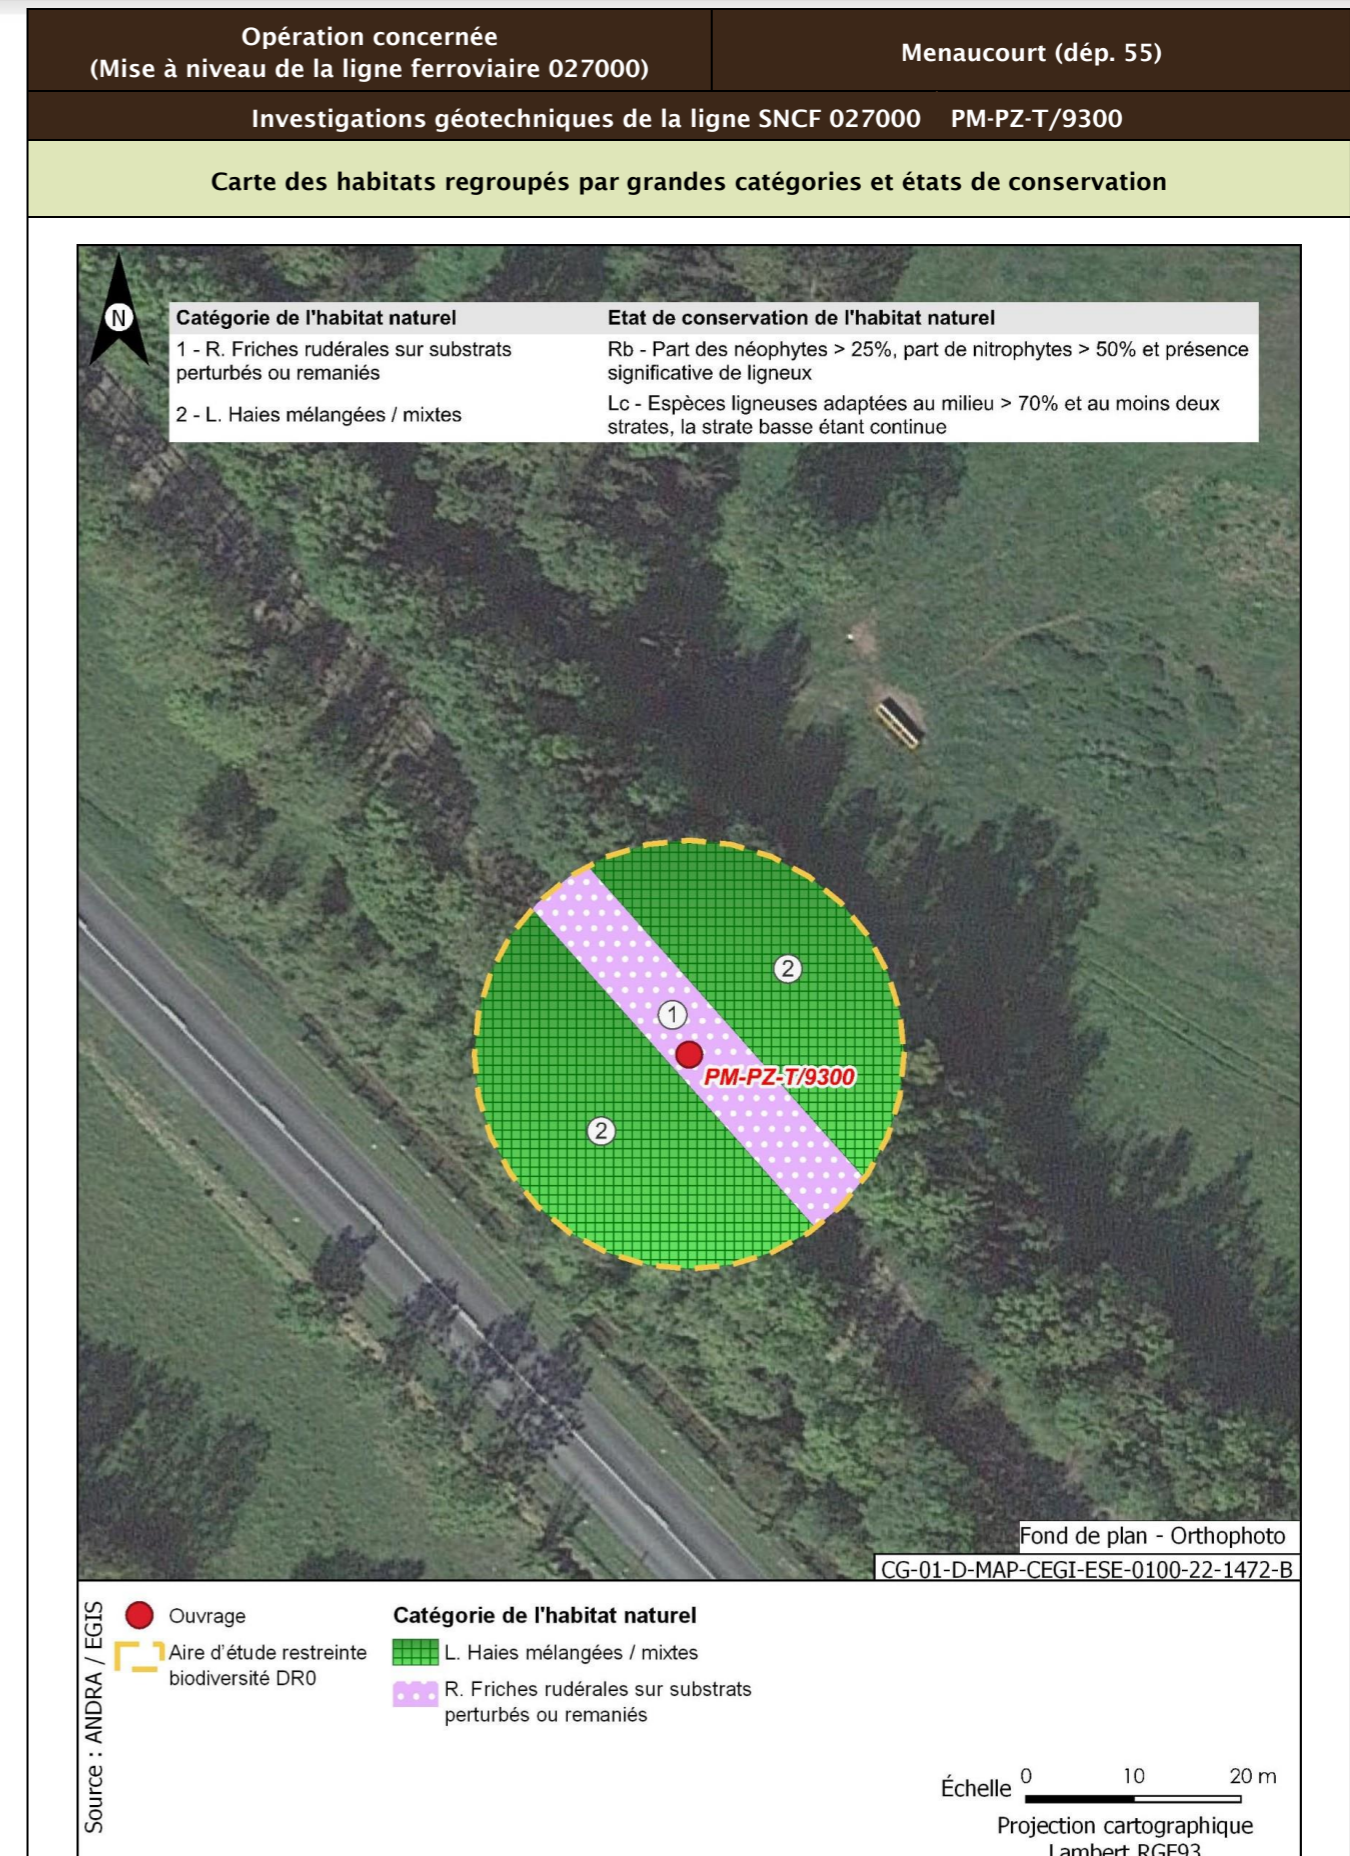 Opération concernée
(Mise à niveau de la ligne ferroviaire 027000)
Menaucourt (dép. 55)
Investigations géotechniques de la ligne SNCF 027000 PM-PZ-T/9300
Carte des habitats regroupés par grandes catégories et états de conservation
N
Catégorie de l'habitat naturel
Etat de conservation de l'habitat naturel
1 - R. Friches rudérales sur substrats
perturbés ou remaniés
Rb - Part des néophytes > 25%, part de nitrophytes > 50% et présence
significative de ligneux
2 - L. Haies mélangées / mixtes
Lc - Espèces ligneuses adaptées au milieu > 70% et au moins deux
strates, la strate basse étant continue
2
1
PM-PZ-T/9300
2
Fond de plan - Orthophoto
CG-01-D-MAP-CEGI-ESE-0100-22-1472-B
Source : ANDRA / EGIS
Ouvrage
Aire d'étude restreinte
biodiversité DR0
Catégorie de l'habitat naturel
L. Haies mélangées / mixtes
R. Friches rudérales sur substrats
perturbés ou remaniés
Échelle 0 10 20 m
Projection cartographique
Lambert RGF93